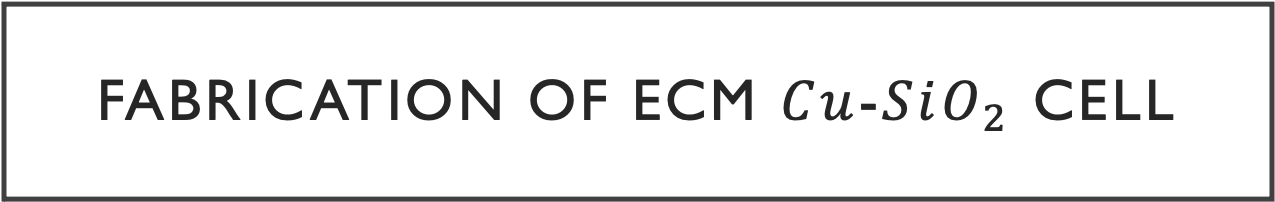 FABRICATION OF ECM Cu-SiO₂ CELL